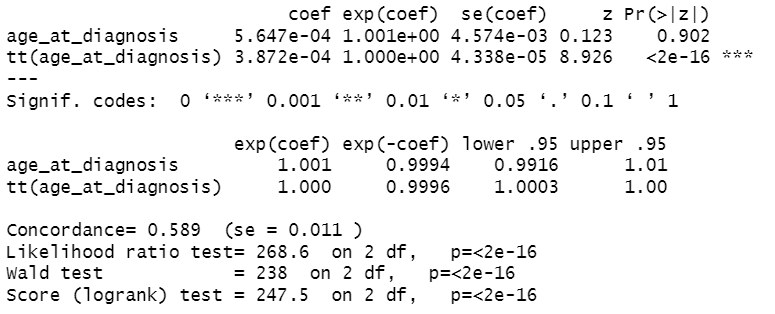 coef exp(coef) se(coef) z Pr(>|z|)
age_at_diagnosis 5.647e-04 1.001e+00 4.574e-03 0.123 0.902
tt(age_at_diagnosis) 3.872e-04 1.000e+00 4.338e-05 8.926 <2e-16 ***
---
Signif. codes: 0 ‘***’ 0.001 ‘**’ 0.01 ‘*’ 0.05 ‘.’ 0.1 ‘ ’ 1
exp(coef) exp(-coef) lower .95 upper .95
age_at_diagnosis 1.001 0.9994 0.9916 1.01
tt(age_at_diagnosis) 1.000 0.9996 1.0003 1.00
Concordance= 0.589 (se = 0.011 )
Likelihood ratio test= 268.6 on 2 df, p=<2e-16
Wald test = 238 on 2 df, p=<2e-16
Score (logrank) test = 247.5 on 2 df, p=<2e-16